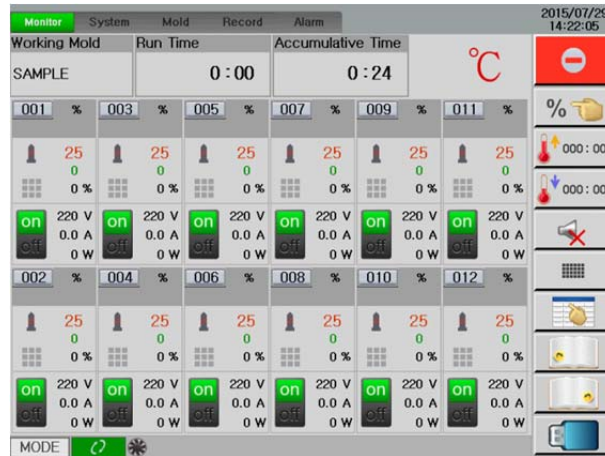 Monitor System Mold Record Alarm 2015/07/29
14:22:05
Working Mold Run Time Accumulative Time °C
SAMPLE 0:00 0:24
001 % 003 % 005 % 007 % 009 % 011 % %
25 25 25 25 25 25 000:00
0 0 0 0 0 0
0 % 0 % 0 % 0 % 0 % 0 % 000:00
on 220 V on 220 V on 220 V on 220 V on 220 V on 220 V
off 0.0 A off 0.0 A off 0.0 A off 0.0 A off 0.0 A off 0.0 A
0 W 0 W 0 W 0 W 0 W 0 W
002 % 004 % 006 % 008 % 010 % 012 %
25 25 25 25 25 25
0 0 0 0 0 0
0 % 0 % 0 % 0 % 0 % 0 %
on 220 V on 220 V on 220 V on 220 V on 220 V on 220 V
off 0.0 A off 0.0 A off 0.0 A off 0.0 A off 0.0 A off 0.0 A
0 W 0 W 0 W 0 W 0 W 0 W
MODE